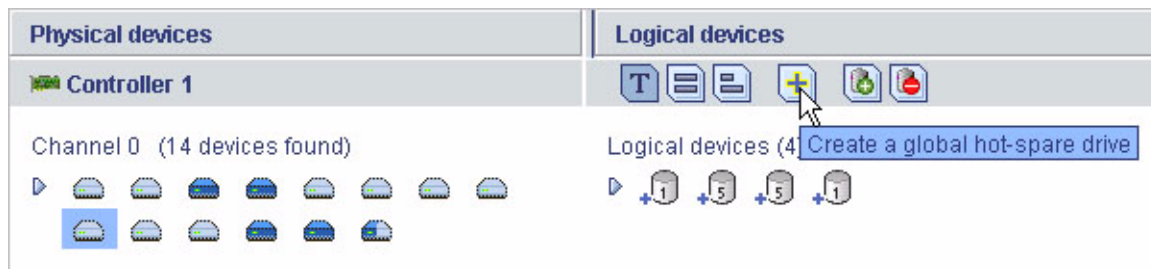 Physical devices
Logical devices
Controller 1
T
Channel 0 (14 devices found)
Logical devices (4
Create a global hot-spare drive
1 5 5 1